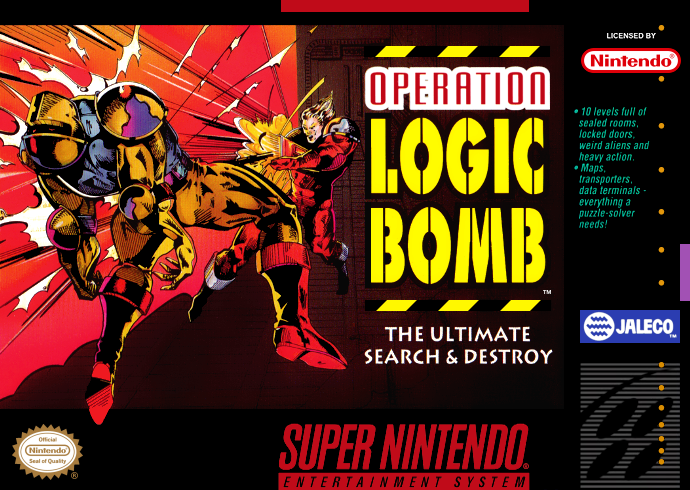 LICENSED BY
Nintendo®
OPERATION
LOGIC
BOMB
™
THE ULTIMATE
SEARCH & DESTROY
• 10 levels full of
sealed rooms,
locked doors,
weird aliens and
heavy action.
• Maps,
transporters,
data terminals -
everything a
puzzle-solver
needs!
JALECO™
Official
Nintendo
Seal of Quality
®
SUPER NINTENDO®
ENTERTAINMENT SYSTEM